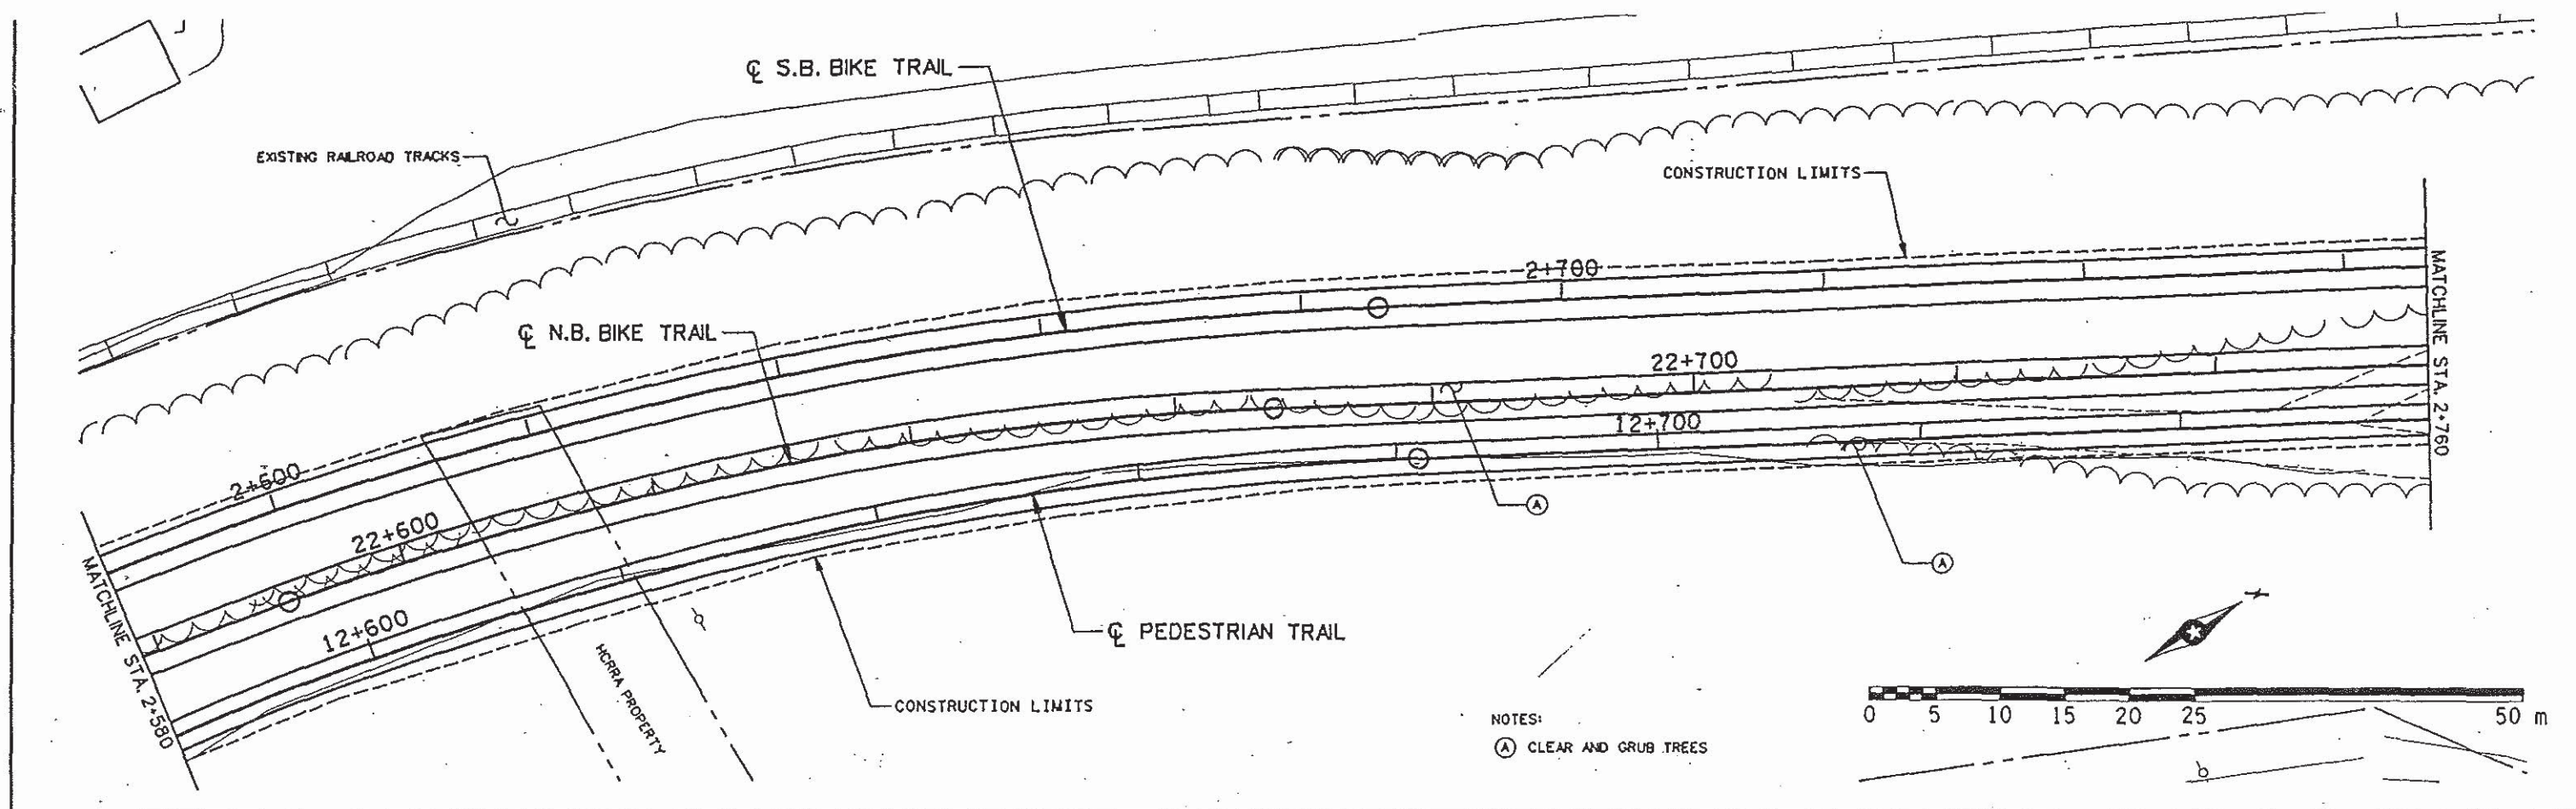 ℄ S.B. BIKE TRAIL
EXISTING RAILROAD TRACKS
CONSTRUCTION LIMITS
2+700
℄ N.B. BIKE TRAIL
22+700
12+700
2+600
22+600
12+600
MATCHLINE STA. 2+760
MATCHLINE STA. 2+580
HCRRA PROPERTY
A
A
℄ PEDESTRIAN TRAIL
CONSTRUCTION LIMITS
NOTES:
A CLEAR AND GRUB TREES
0 5 10 15 20 25 50 m